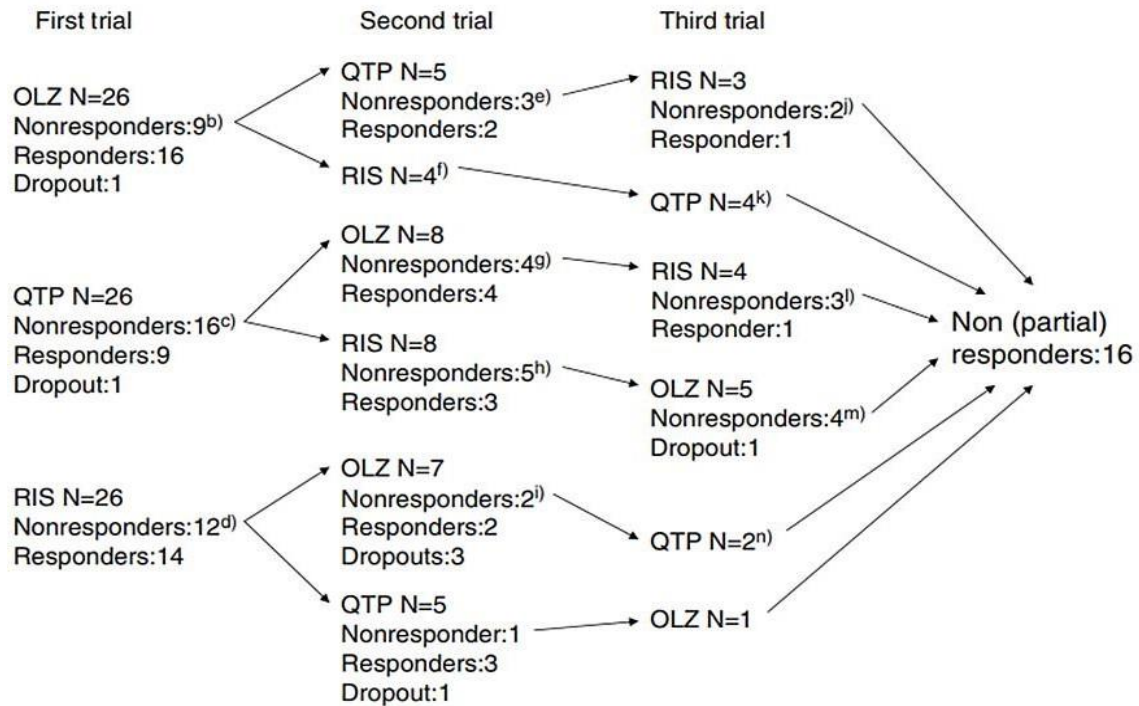 First trial
Second trial
Third trial
OLZ N=26
Nonresponders:9b)
Responders:16
Dropout:1
QTP N=5
Nonresponders:3e)
Responders:2
RIS N=3
Nonresponders:2j)
Responder:1
RIS N=4f)
QTP N=4k)
QTP N=26
Nonresponders:16c)
Responders:9
Dropout:1
OLZ N=8
Nonresponders:4g)
Responders:4
RIS N=4
Nonresponders:3l)
Responder:1
RIS N=8
Nonresponders:5h)
Responders:3
OLZ N=5
Nonresponders:4m)
Dropout:1
RIS N=26
Nonresponders:12d)
Responders:14
OLZ N=7
Nonresponders:2i)
Responders:2
Dropouts:3
QTP N=2n)
QTP N=5
Nonresponder:1
Responders:3
Dropout:1
OLZ N=1
Non (partial)
responders:16